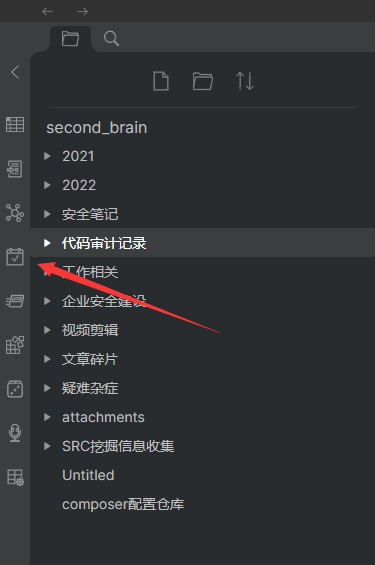 second_brain
2021
2022
安全笔记
代码审计记录
工作相关
企业安全建设
视频剪辑
文章碎片
疑难杂症
attachments
SRC挖掘信息收集
Untitled
composer配置仓库